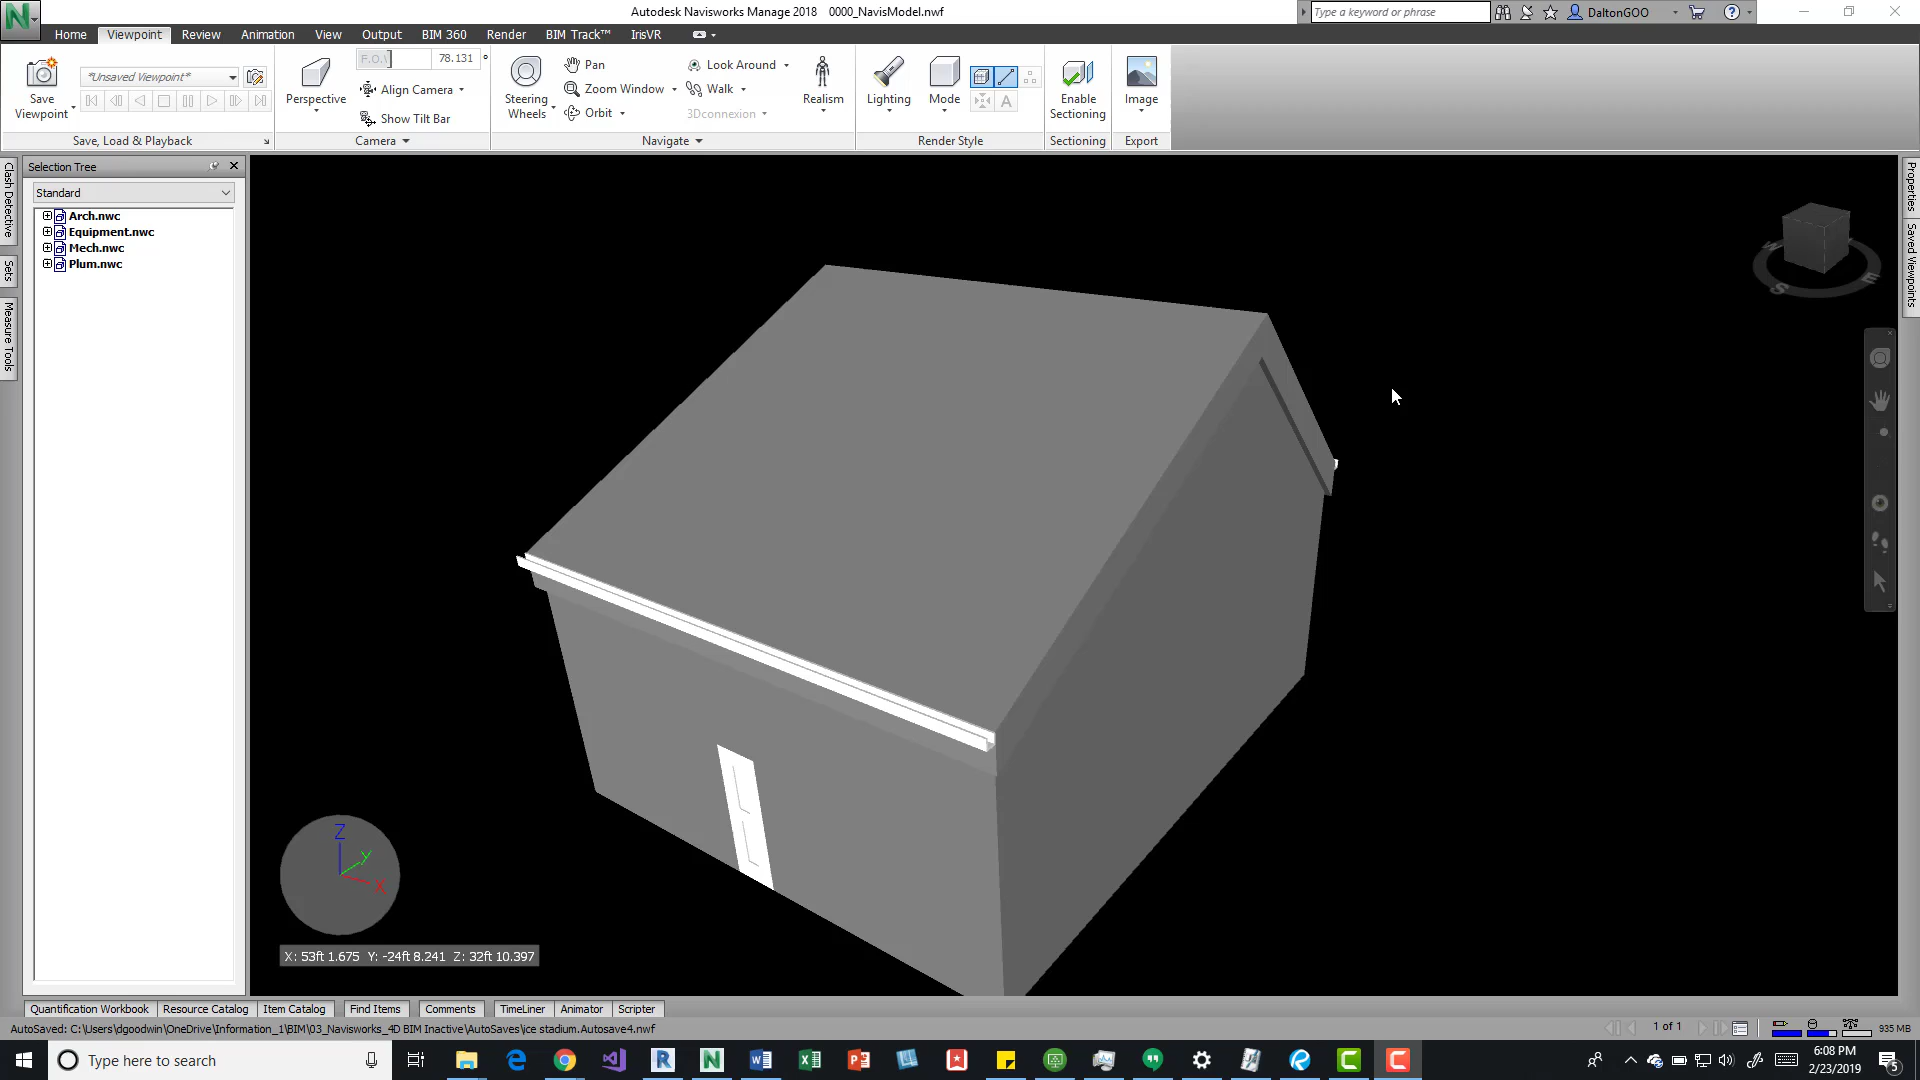 Autodesk Navisworks Manage 2018 0000_NavisModel.nwf
Type a keyword or phrase
DaltonGOO
Home Viewpoint Review Animation View Output BIM 360 Render BIM Track™ IrisVR
Save Viewpoint
*Unsaved Viewpoint*
Save, Load & Playback
Perspective
F.O.V
78.131 °
Align Camera
Show Tilt Bar
Camera
Steering Wheels
Pan
Zoom Window
Orbit
Look Around
Walk
3Dconnexion
Realism
Navigate
Lighting
Mode
A
Render Style
Enable Sectioning
Sectioning
Image
Export
Selection Tree
Standard
Arch.nwc
Equipment.nwc
Mech.nwc
Plum.nwc
Clash Detective
Sets
Measure Tools
Properties
Saved Viewpoints
W
S
E
Z
Y
X
X: 53ft 1.675 Y: -24ft 8.241 Z: 32ft 10.397
Quantification Workbook Resource Catalog Item Catalog Find Items Comments TimeLiner Animator Scripter
AutoSaved: C:\Users\dgoodwin\OneDrive\Information_1\BIM\03_Navisworks_4D BIM Inactive\AutoSaves\ice stadium.Autosave4.nwf
1 of 1
935 MB
Type here to search
6:08 PM
2/23/2019
5